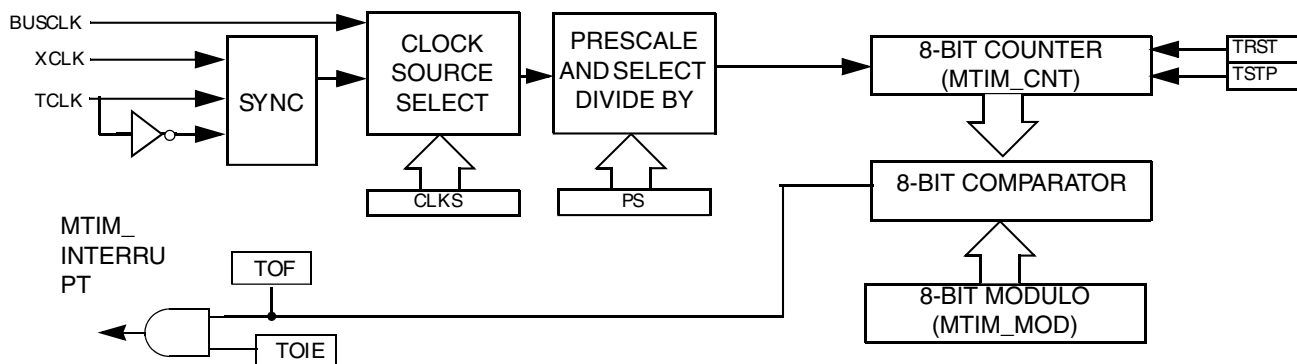 BUSCLK
XCLK
TCLK
SYNC
CLOCK
SOURCE
SELECT
CLKS
PRESCALE
AND SELECT
DIVIDE BY
PS
8-BIT COUNTER
(MTIM_CNT)
TRST
TSTP
8-BIT COMPARATOR
8-BIT MODULO
(MTIM_MOD)
MTIM_
INTERRU
PT
TOF
TOIE